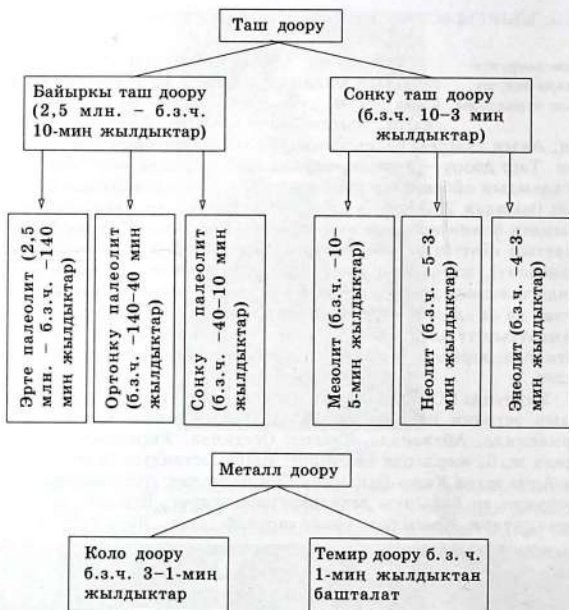 Таш доору
Байыркы таш доору
(2,5 млн. – б.з.ч.
10-миң жылдыктар)
Сонку таш доору
(б.з.ч. 10–3 миң
жылдыктар)
Эрте палеолит (2,5
млн. – б.з.ч. –140
миң жылдыктар)
Ортонку палеолит
(б.з.ч. –140-40 миң
жылдыктар)
Сонку палеолит
(б.з.ч. –40–10 миң
жылдыктар)
Мезолит (б.з.ч. –10-
5-миң жылдыктар)
Неолит (б.з.ч. –5-3-
миң жылдыктар)
Энеолит (б.з.ч. –4-3-
миң жылдыктар)
Металл доору
Коло доору
б.з.ч. 3–1-миң
жылдыктар
Темир доору б. з. ч.
1-миң жылдыктан
башталат